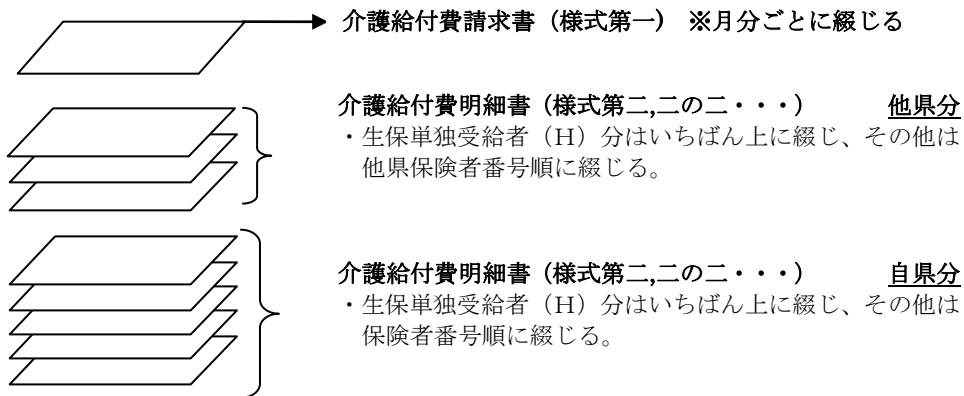 介護給付費請求書（様式第一） ※月分ごとに綴じる
介護給付費明細書（様式第二,二の二・・・） 他県分
・生保単独受給者（Ｈ）分はいちばん上に綴じ、その他は
他県保険者番号順に綴じる。
介護給付費明細書（様式第二,二の二・・・） 自県分
・生保単独受給者（Ｈ）分はいちばん上に綴じ、その他は
保険者番号順に綴じる。